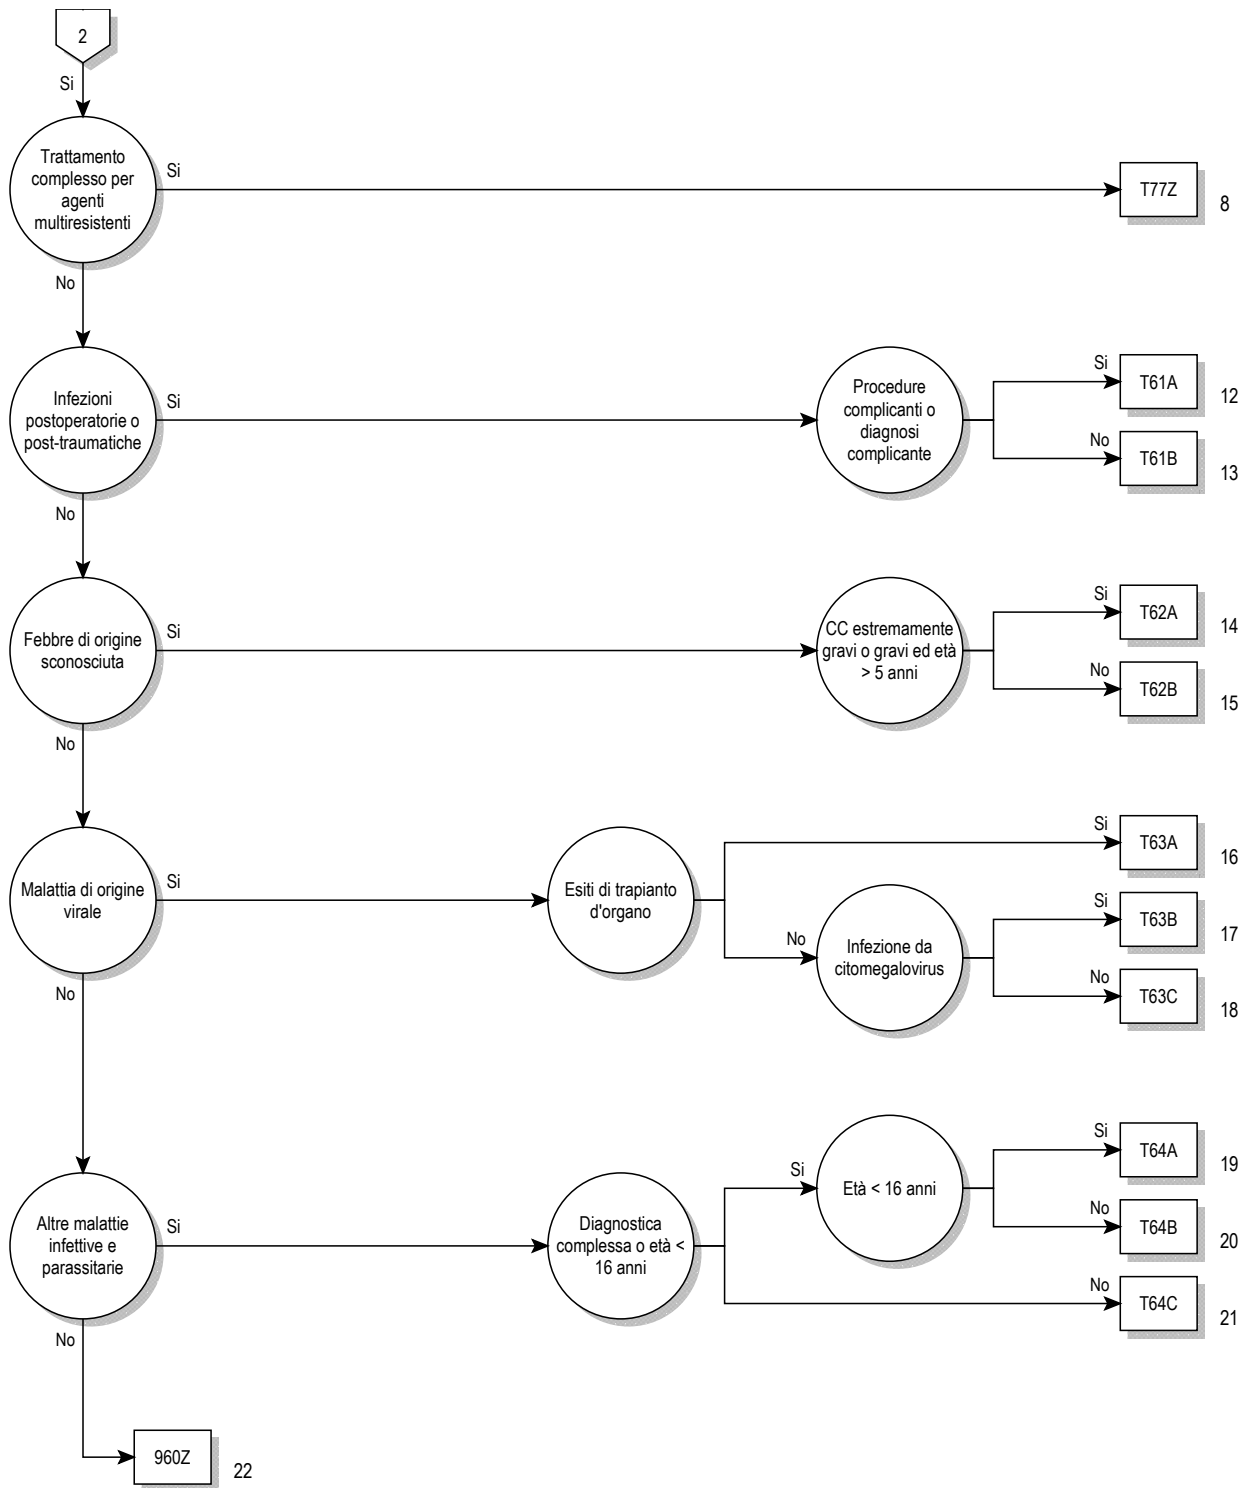 2
Si
Trattamento
complesso per
agenti
multiresistenti
Si
T77Z
8
No
Infezioni
postoperatorie o
post-traumatiche
Si
Procedure
complicanti o
diagnosi
complicante
Si
T61A
12
No
T61B
13
No
Febbre di origine
sconosciuta
Si
CC estremamente
gravi o gravi ed età
> 5 anni
Si
T62A
14
No
T62B
15
No
Malattia di origine
virale
Si
Esiti di trapianto
d'organo
Si
T63A
16
No
Infezione da
citomegalovirus
Si
T63B
17
No
T63C
18
No
Altre malattie
infettive e
parassitarie
Si
Diagnostica
complessa o età <
16 anni
Si
Età < 16 anni
Si
T64A
19
No
T64B
20
No
T64C
21
No
960Z
22